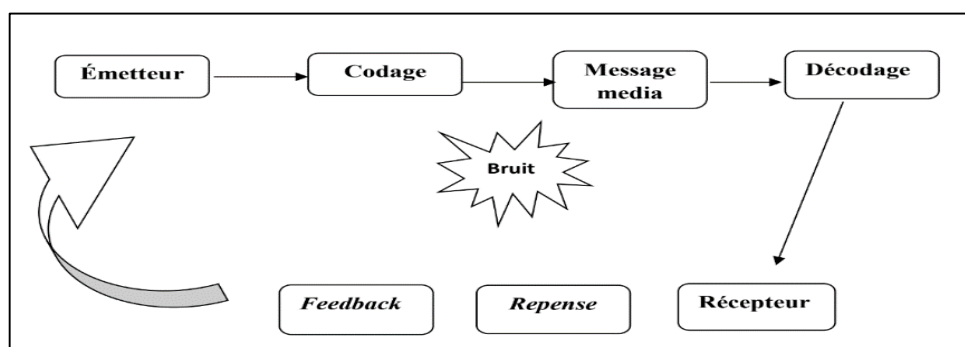 Émetteur
Codage
Message
media
Décodage
Bruit
Feedback
Repense
Récepteur